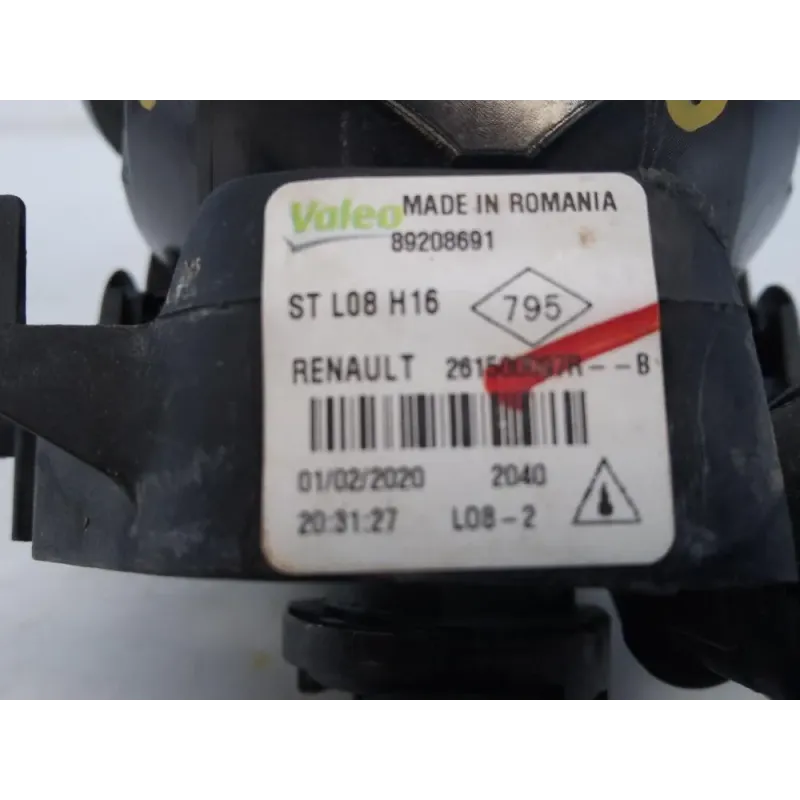 Valeo MADE IN ROMANIA
89208691
ST L08 H16 795
RENAULT --B
01/02/2020 2040
20:31:27 L08-2